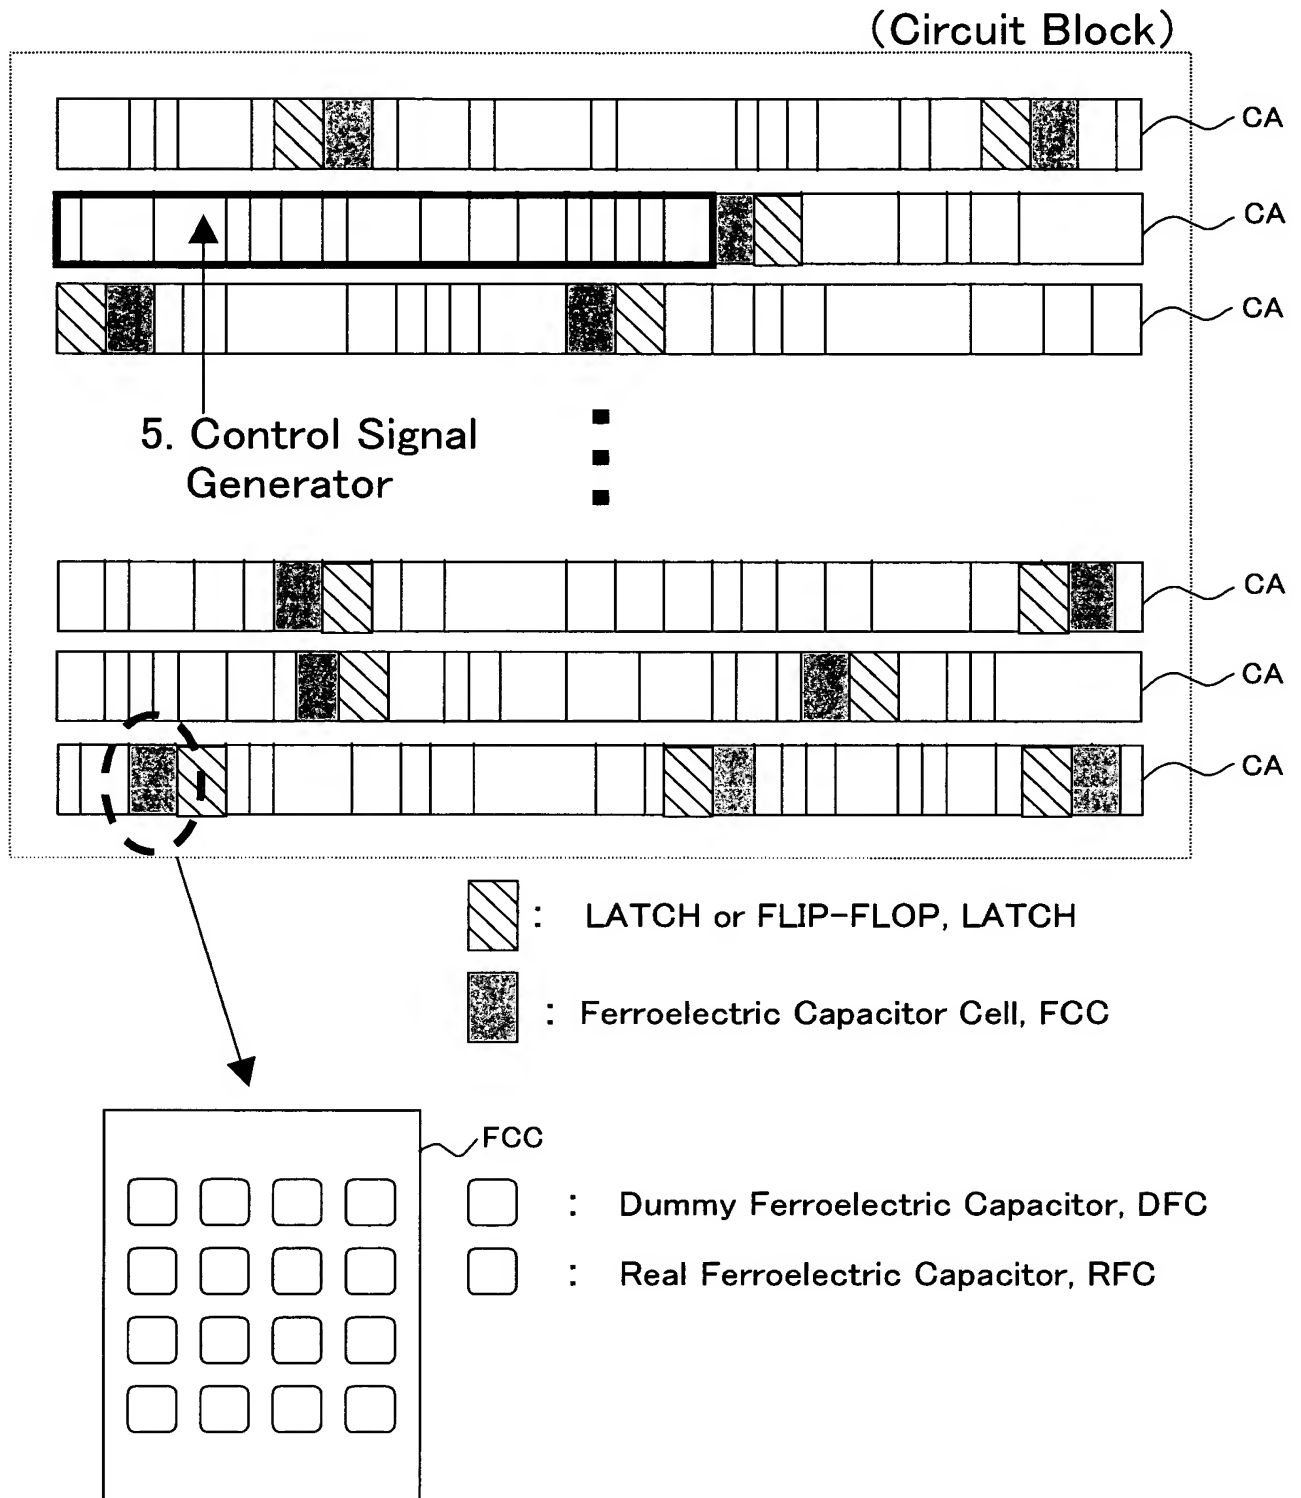 (Circuit Block)
CA
CA
CA
5. Control Signal
Generator
CA
CA
CA
: LATCH or FLIP-FLOP, LATCH
: Ferroelectric Capacitor Cell, FCC
FCC
: Dummy Ferroelectric Capacitor, DFC
: Real Ferroelectric Capacitor, RFC